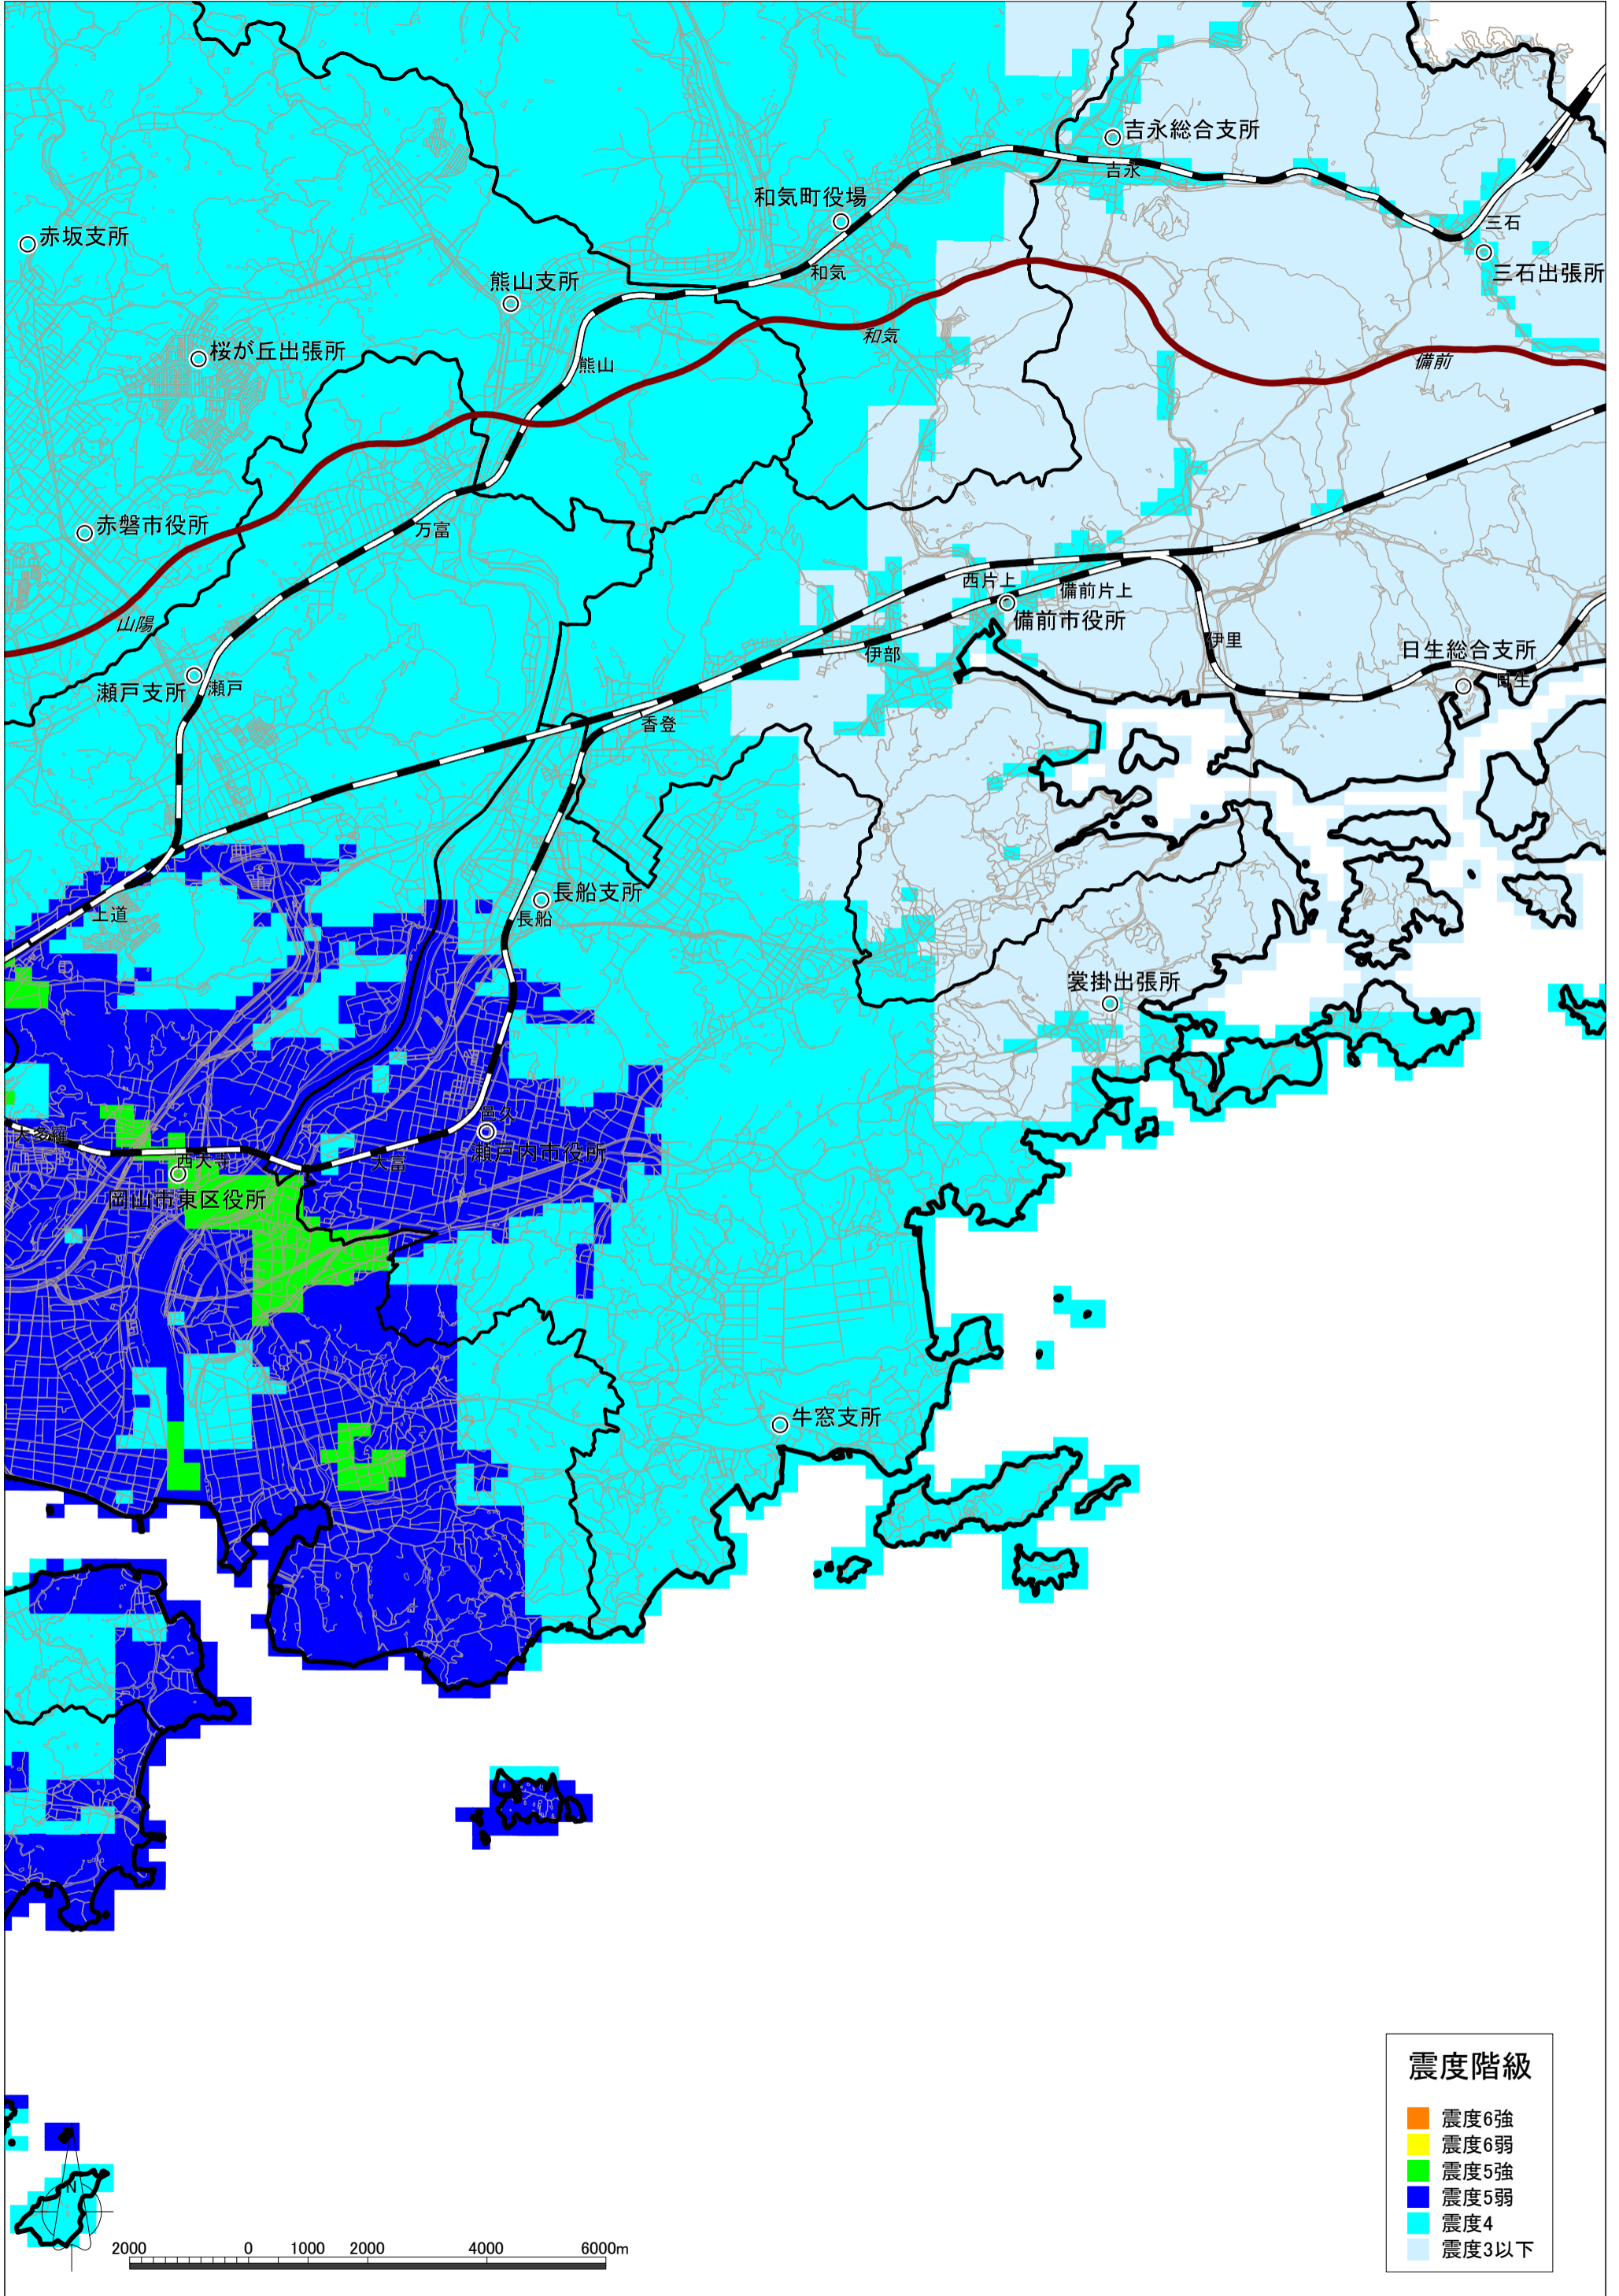 吉永総合支所
吉永
和気町役場
赤坂支所
三石
和気
三石出張所
熊山支所
和気
桜が丘出張所
備前
熊山
赤磐市役所
万富
西片上
備前片上
備前市役所
山陽
伊里
伊部
日生総合支所
日生
瀬戸支所
瀬戸
香登
長船支所
上道
長船
裳掛出張所
邑久
大多羅
瀬戸内市役所
西大寺
大富
岡山市東区役所
牛窓支所
震度階級
震度6強
震度6弱
震度5強
震度5弱
震度4
震度3以下
N
2000 0 1000 2000 4000 6000m